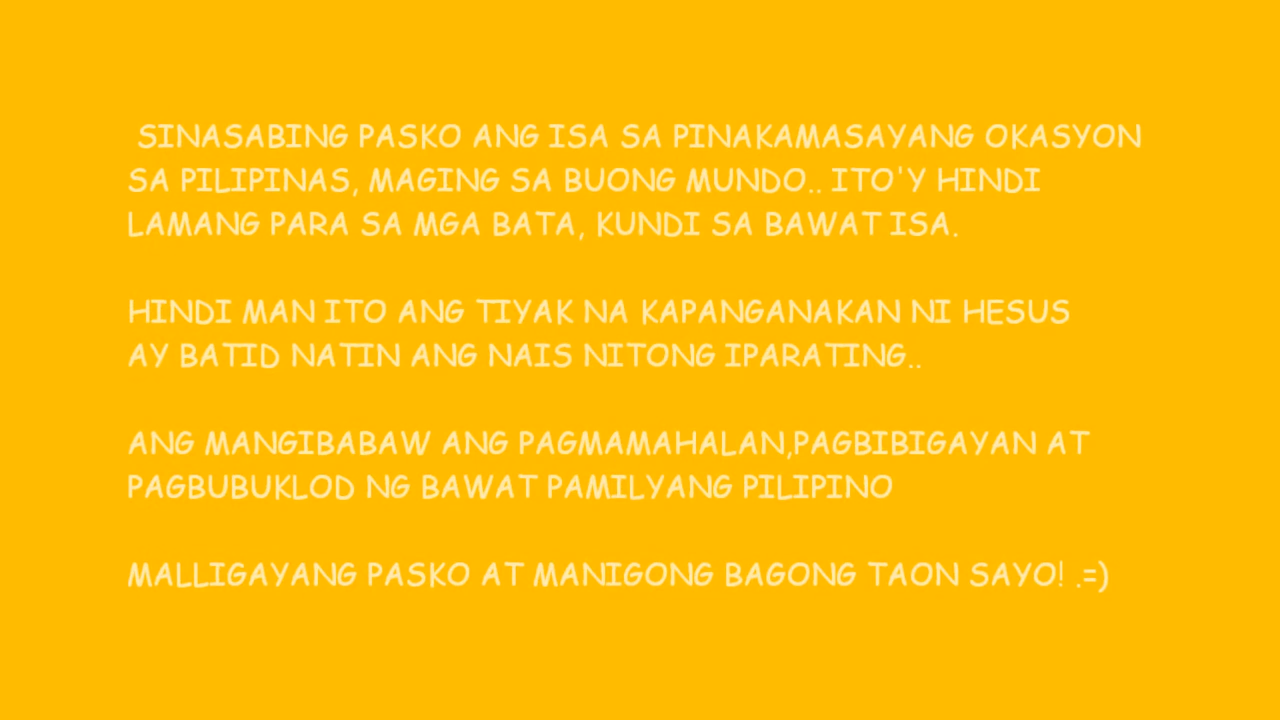 SINASABING PASKO ANG ISA SA PINAKAMASAYANG OKASYON
SA PILIPINAS, MAGING SA BUONG MUNDO.. ITO'Y HINDI
LAMANG PARA SA MGA BATA, KUNDI SA BAWAT ISA.
HINDI MAN ITO ANG TIYAK NA KAPANGANAKAN NI HESUS
AY BATID NATIN ANG NAIS NITONG IPARATING..
ANG MANGIBABAW ANG PAGMAMAHALAN,PAGBIBIGAYAN AT
PAGBUBUKLOD NG BAWAT PAMILYANG PILIPINO
MALLIGAYANG PASKO AT MANIGONG BAGONG TAON SAYO! .=)